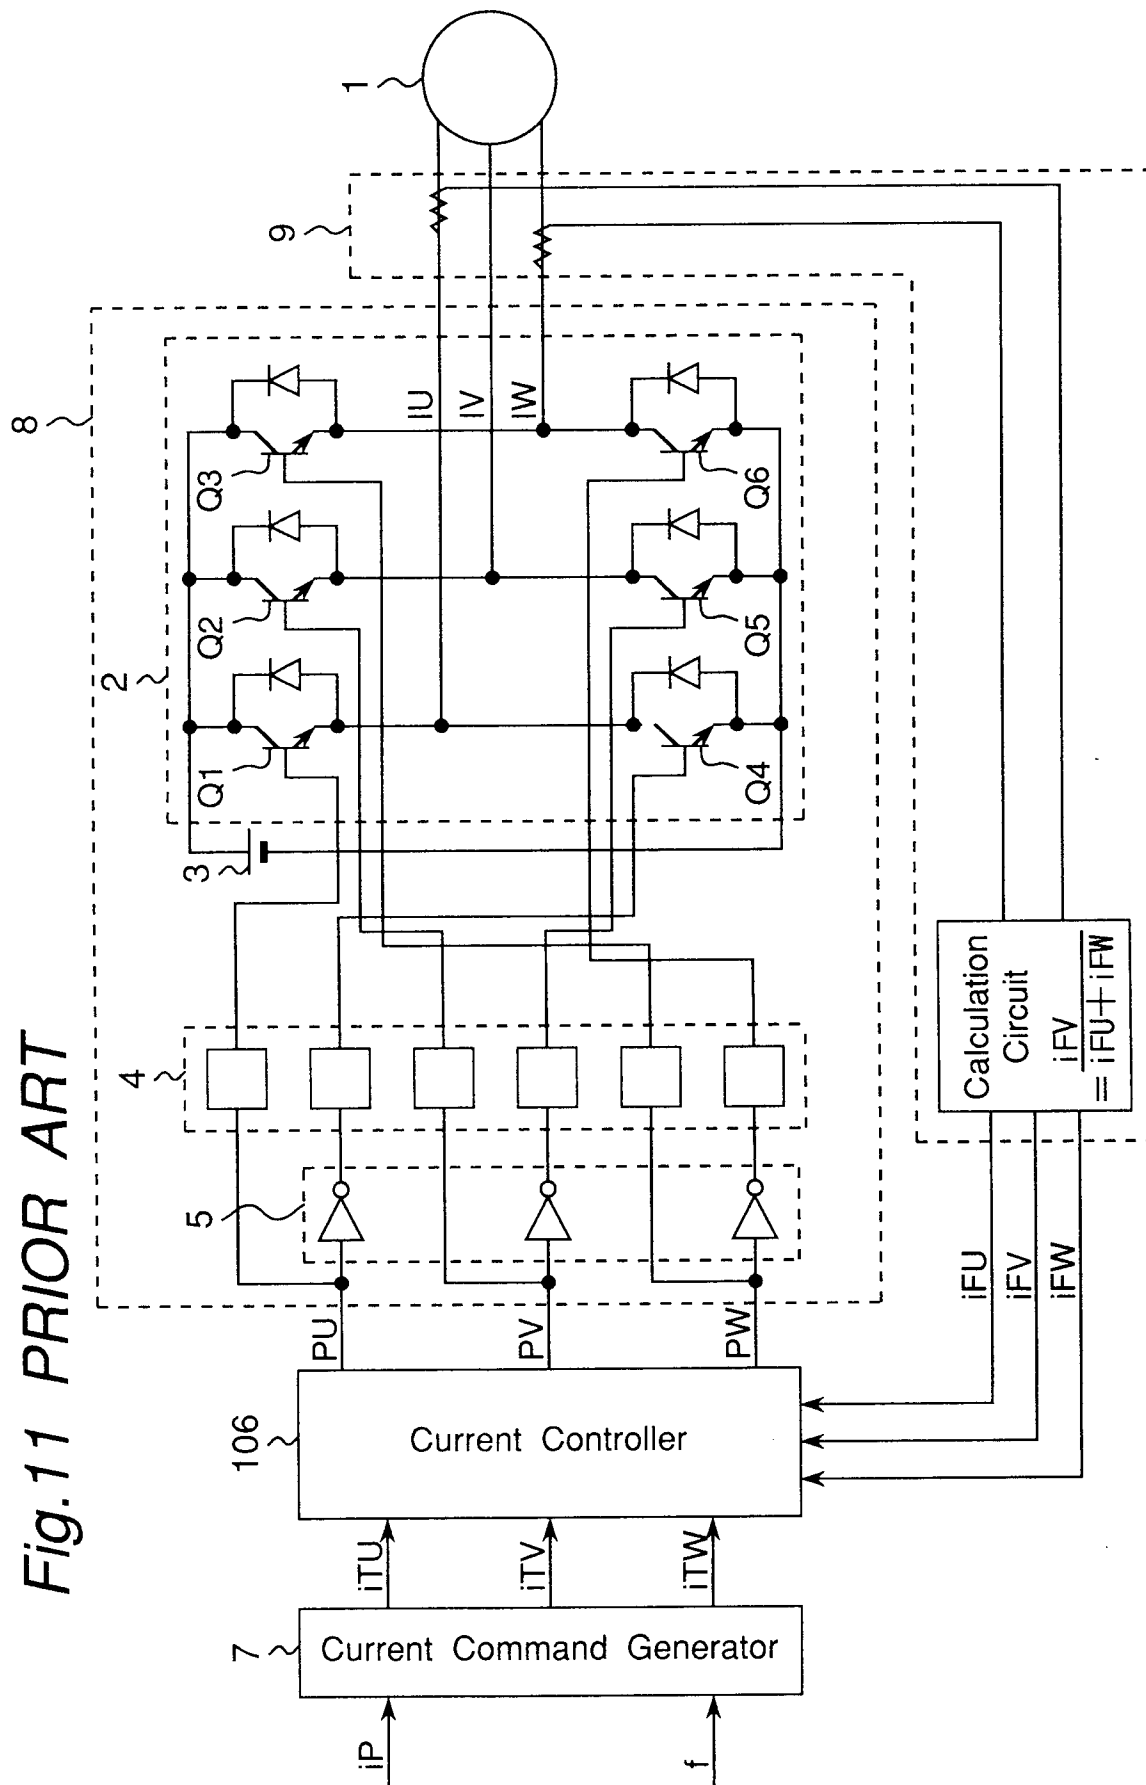 Fig.11 PRIOR ART
8
2
3
4
5
9
1
Q1
Q2
Q3
Q4
Q5
Q6
IU
IV
IW
PU
PV
PW
106
Current Controller
iTU
iTV
iTW
7
Current Command Generator
iP
f
iFU
iFV
iFW
Calculation
Circuit
iFV
= iFU+iFW